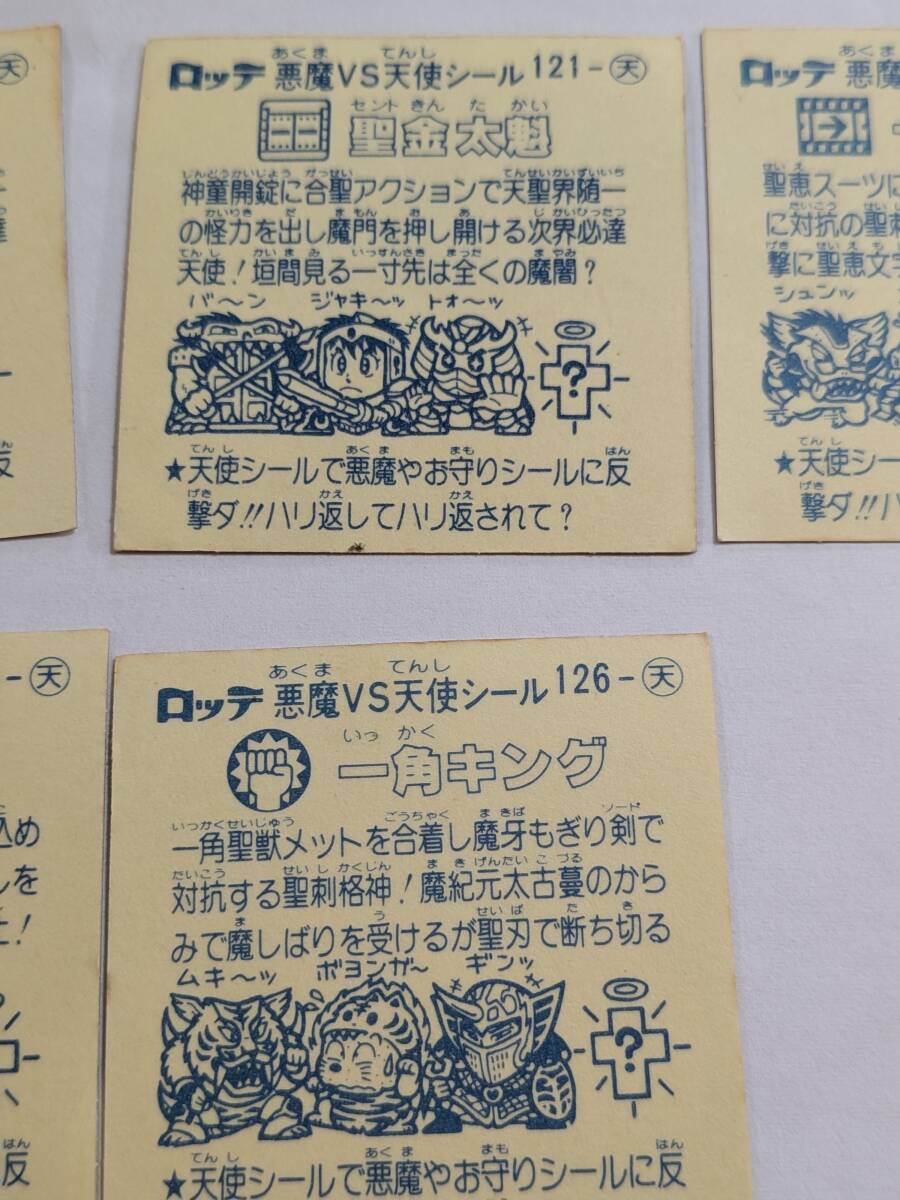 天
ロッテ 悪魔VS天使シール 121-天
聖金太魁
神童開錠に合聖アクションで天聖界随一
の怪力を出し魔門を押し開ける次界必達
天使!垣間見る一寸先は全くの魔闇?
バ〜ン ジャキ〜ッ トォ〜ッ
?
★天使シールで悪魔やお守りシールに反
撃ダ!!ハリ返してハリ返されて?
ロッテ 悪魔
聖恵スーツに
に対抗の聖刺
撃に聖恵文字
シュンッ
★天使シー
撃ダ!!ハ
達
反
-天
込め
を
!
反
ロッテ 悪魔VS天使シール 126-天
一角キング
一角聖獣メットを合着し魔牙もぎり剣で
対抗する聖刺格神!魔紀元太古蔓のから
みで魔しばりを受けるが聖刃で断ち切る
ムキ〜ッ ボヨンガ〜 ギンッ
?
★天使シールで悪魔やお守りシールに反